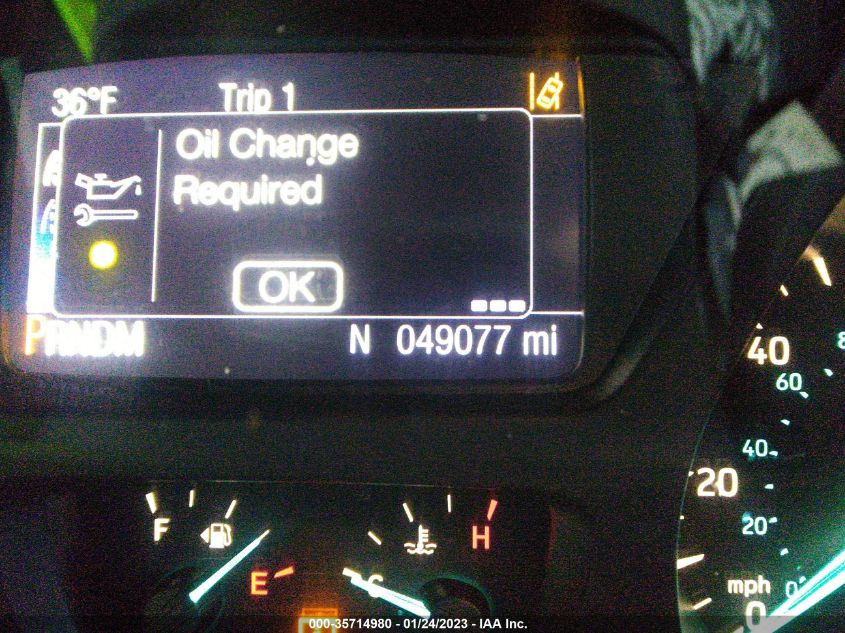 36°F Trip 1
Oil Change
Required
OK
PRNDM N 049077 mi
40
60
40
20
20
mph 0
0
F H
E C
000-35714980 - 01/24/2023 - IAA Inc.